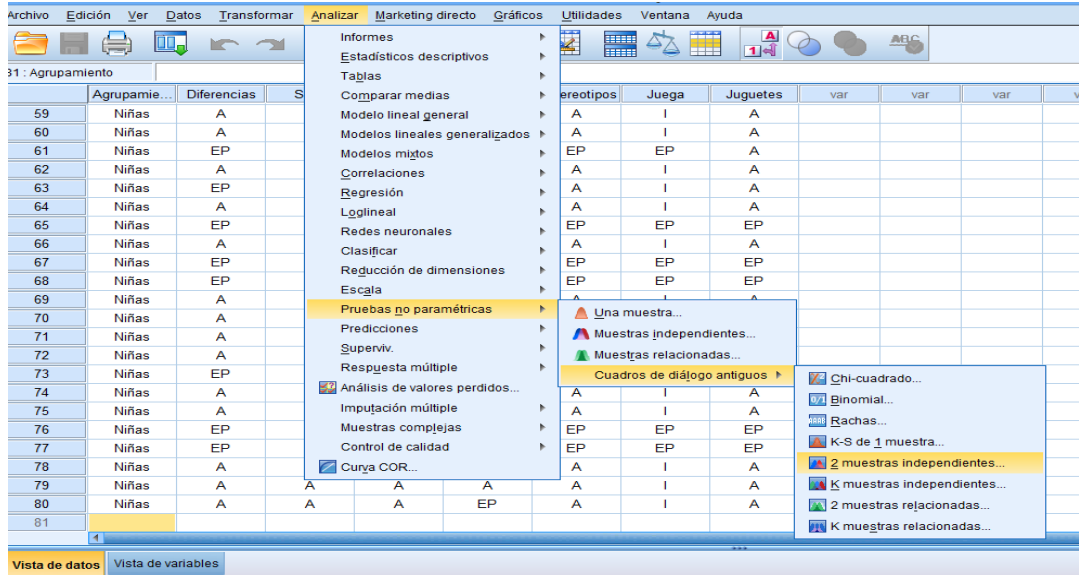 Archivo Edición Ver Datos Transformar Analizar Marketing directo Gráficos Utilidades Ventana Ayuda
31 : Agrupamiento
Agrupamie... Diferencias S ereotipos Juega Juguetes var var var
59 Niñas A A I A
60 Niñas A A I A
61 Niñas EP EP EP A
62 Niñas A A I A
63 Niñas EP A I A
64 Niñas A A I A
65 Niñas EP EP EP EP
66 Niñas A A I A
67 Niñas EP EP EP EP
68 Niñas EP EP EP EP
69 Niñas A A I A
70 Niñas A
71 Niñas A
72 Niñas A
73 Niñas EP
74 Niñas A A I A
75 Niñas A A I A
76 Niñas EP EP EP EP
77 Niñas EP EP EP EP
78 Niñas A A I A
79 Niñas A A A A A I A
80 Niñas A A A EP A I A
81
Informes
Estadísticos descriptivos
Tablas
Comparar medias
Modelo lineal general
Modelos lineales generalizados
Modelos mixtos
Correlaciones
Regresión
Loglineal
Redes neuronales
Clasificar
Reducción de dimensiones
Escala
Pruebas no paramétricas
Predicciones
Superviv.
Respuesta múltiple
Análisis de valores perdidos...
Imputación múltiple
Muestras complejas
Control de calidad
Curva COR...
Una muestra...
Muestras independientes...
Muestras relacionadas...
Cuadros de diálogo antiguos
Chi-cuadrado...
Binomial...
Rachas...
K-S de 1 muestra...
2 muestras independientes...
K muestras independientes...
2 muestras relacionadas...
K muestras relacionadas...
Vista de datos Vista de variables